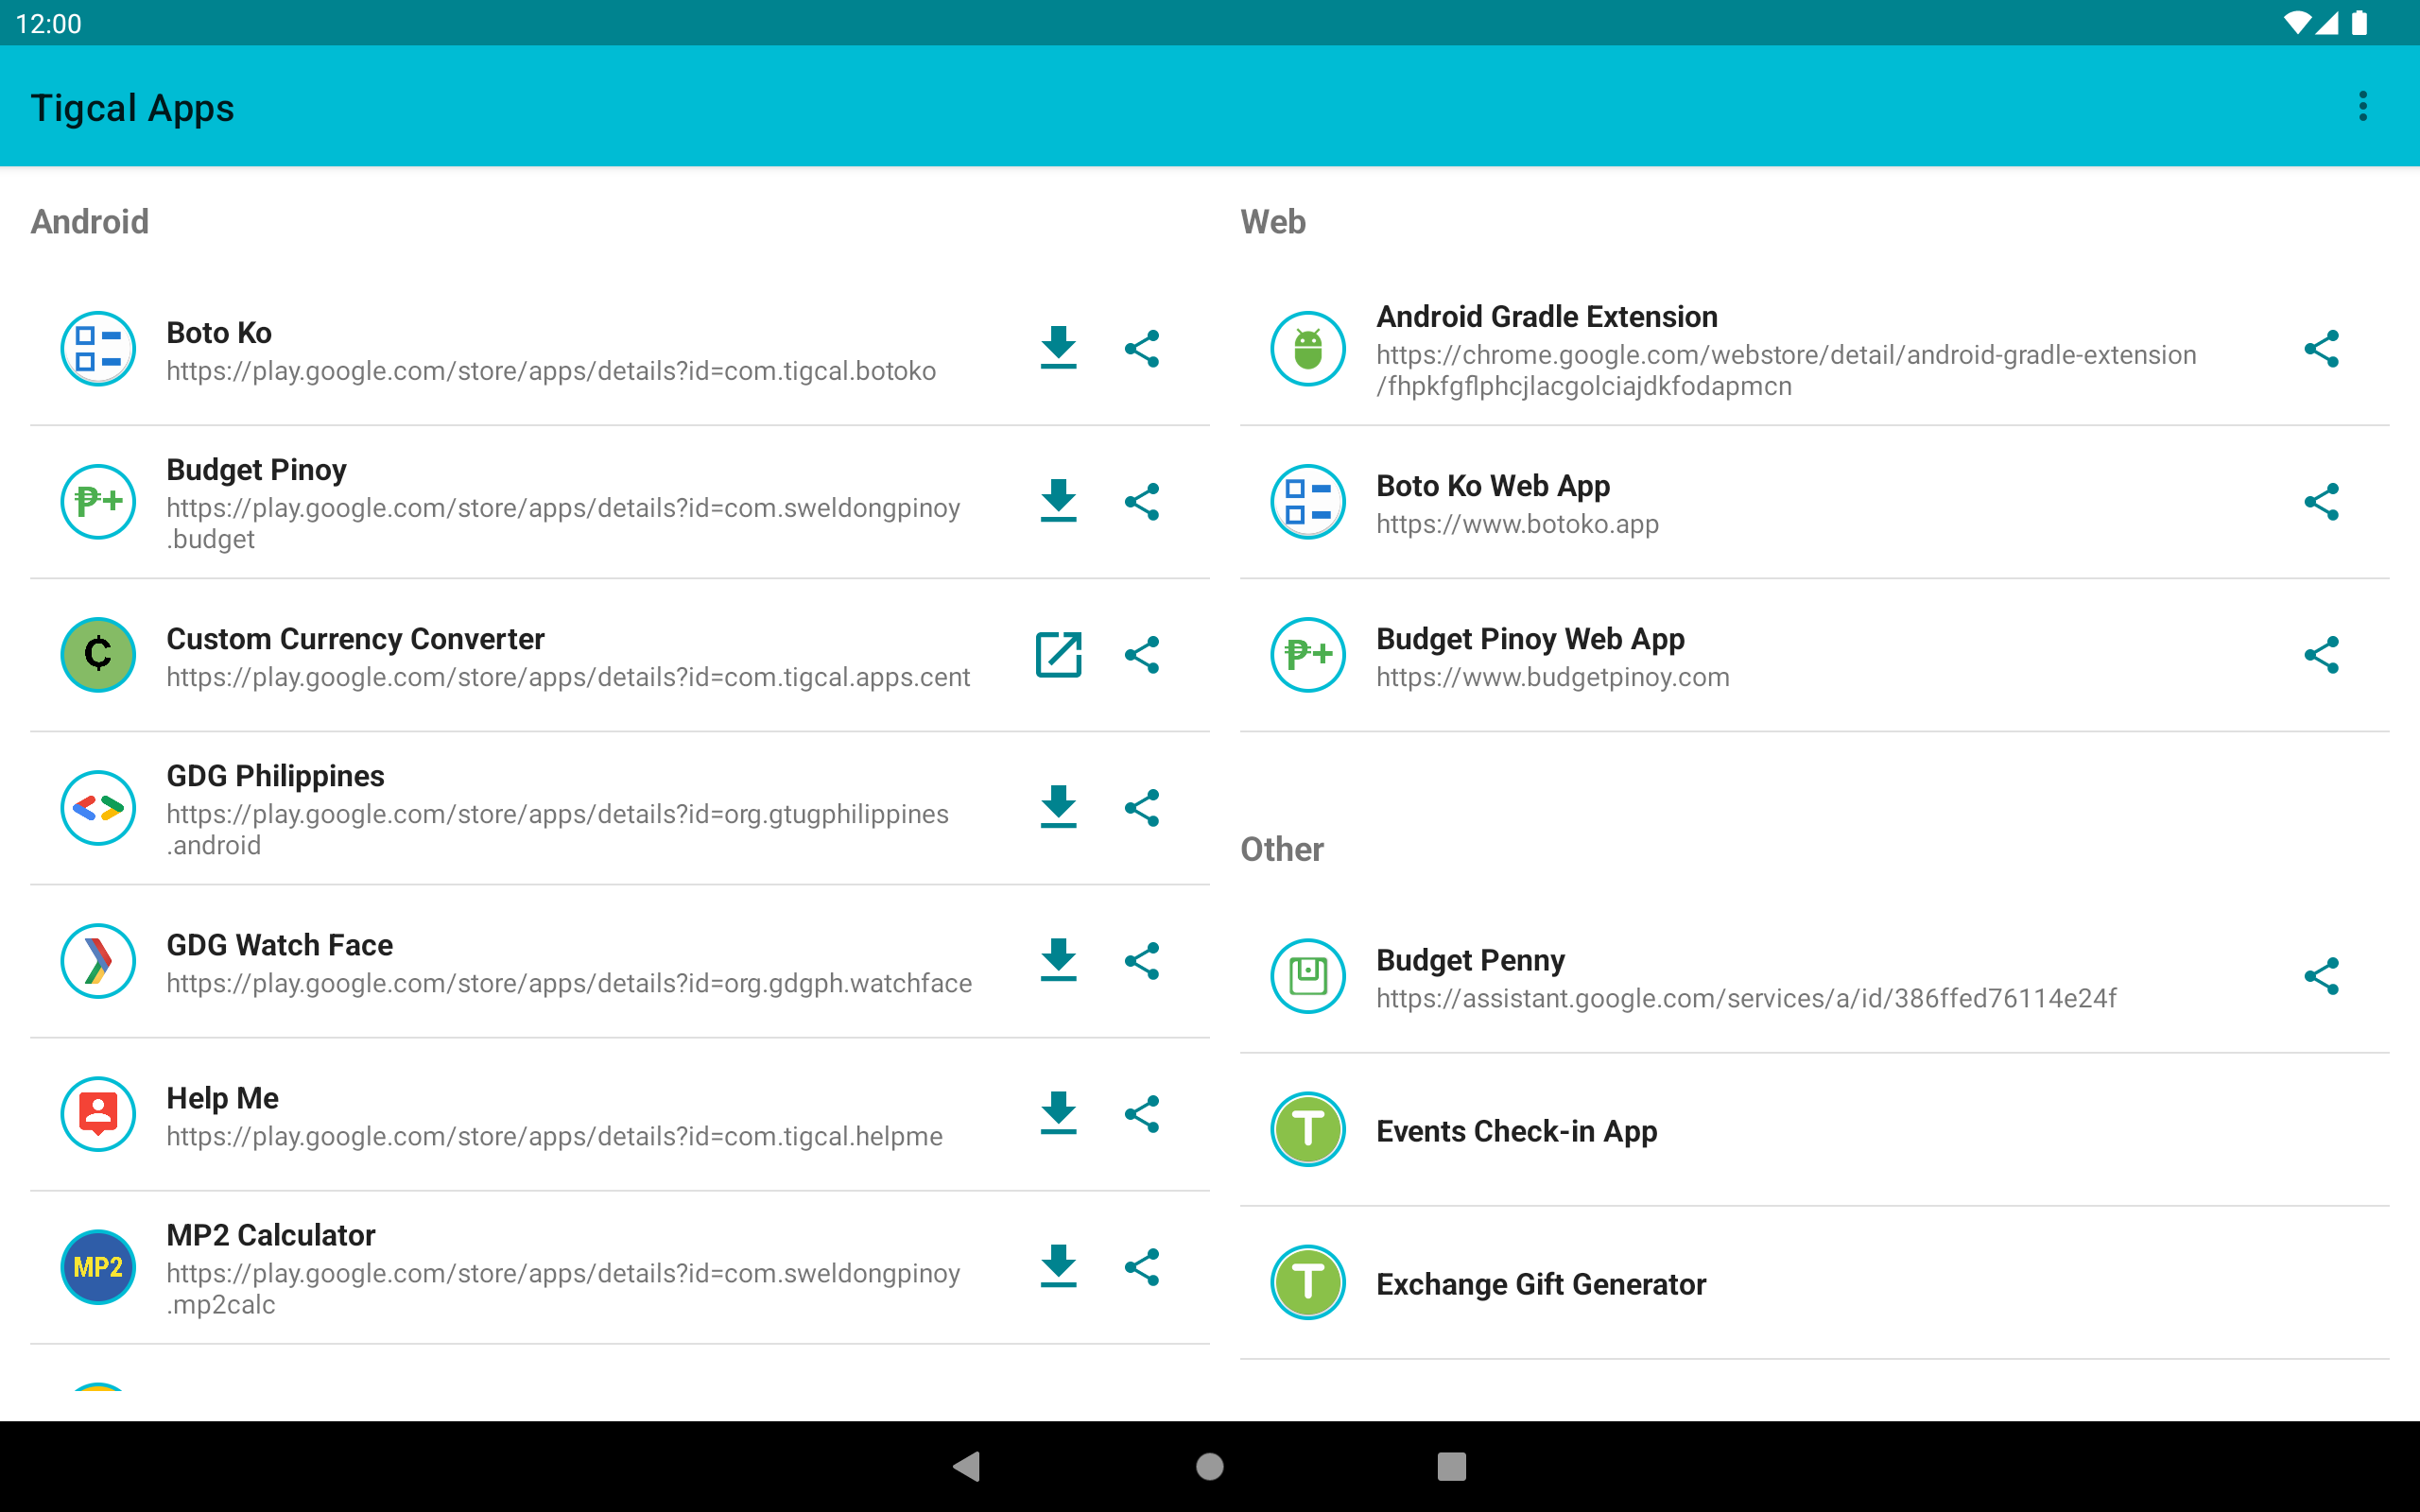 12:00
Tigcal Apps
Android
Boto Ko
https://play.google.com/store/apps/details?id=com.tigcal.botoko
₱+
Budget Pinoy
https://play.google.com/store/apps/details?id=com.sweldongpinoy
.budget
₵
Custom Currency Converter
https://play.google.com/store/apps/details?id=com.tigcal.apps.cent
GDG Philippines
https://play.google.com/store/apps/details?id=org.gtugphilippines
.android
GDG Watch Face
https://play.google.com/store/apps/details?id=org.gdgph.watchface
Help Me
https://play.google.com/store/apps/details?id=com.tigcal.helpme
MP2
MP2 Calculator
https://play.google.com/store/apps/details?id=com.sweldongpinoy
.mp2calc
Web
Android Gradle Extension
https://chrome.google.com/webstore/detail/android-gradle-extension
/fhpkfgflphcjlacgolciajdkfodapmcn
Boto Ko Web App
https://www.botoko.app
₱+
Budget Pinoy Web App
https://www.budgetpinoy.com
Other
Budget Penny
https://assistant.google.com/services/a/id/386ffed76114e24f
T
Events Check-in App
T
Exchange Gift Generator